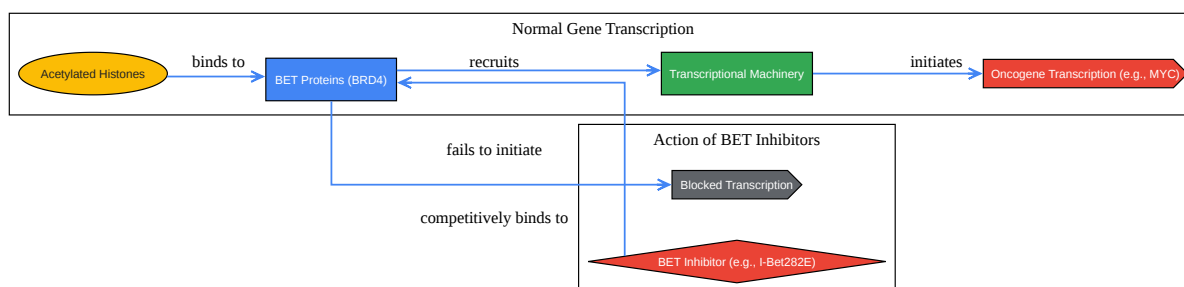 Normal Gene Transcription
Acetylated Histones
binds to
BET Proteins (BRD4)
recruits
Transcriptional Machinery
initiates
Oncogene Transcription (e.g., MYC)
Action of BET Inhibitors
fails to initiate
Blocked Transcription
competitively binds to
BET Inhibitor (e.g., I-Bet282E)